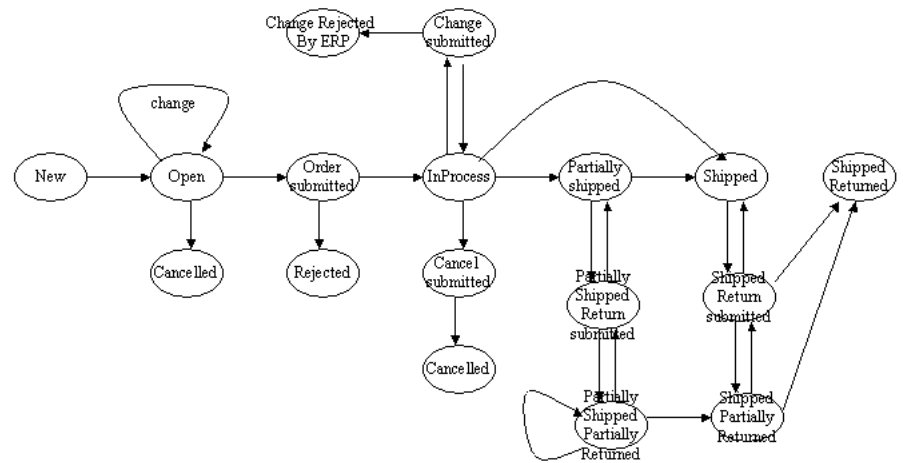 Change Rejected
By ERP
Change
submitted
change
New
Open
Order
submitted
InProcess
Partially
shipped
Shipped
Shipped
Returned
Cancelled
Rejected
Cancel
submitted
Partially
Shipped
Return
submitted
Shipped
Return
submitted
Cancelled
Partially
Shipped
Partially
Returned
Shipped
Partially
Returned